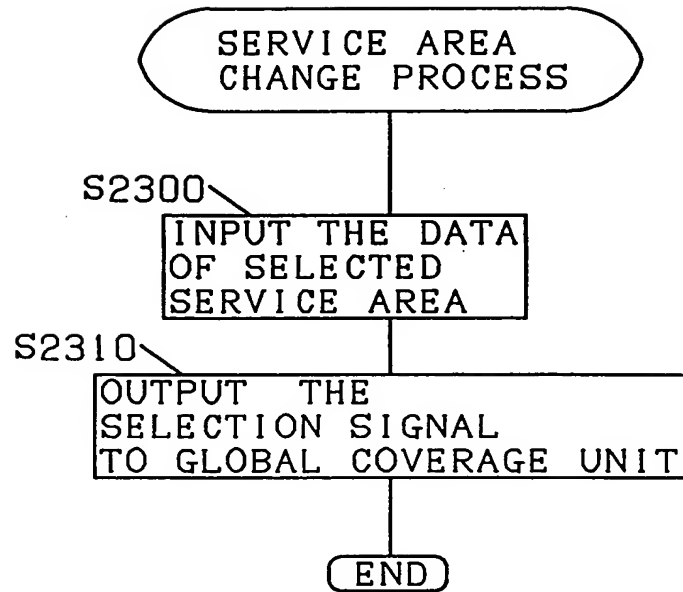 SERVICE AREA
CHANGE PROCESS
S2300
INPUT THE DATA
OF SELECTED
SERVICE AREA
S2310
OUTPUT THE
SELECTION SIGNAL
TO GLOBAL COVERAGE UNIT
END